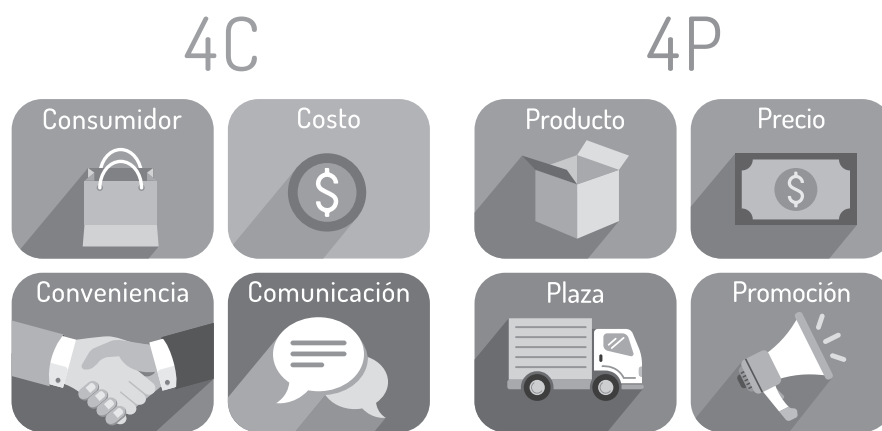 4C
Consumidor
$
Costo
$
Conveniencia
Comunicación
4P
Producto
Precio
$
Plaza
Promoción